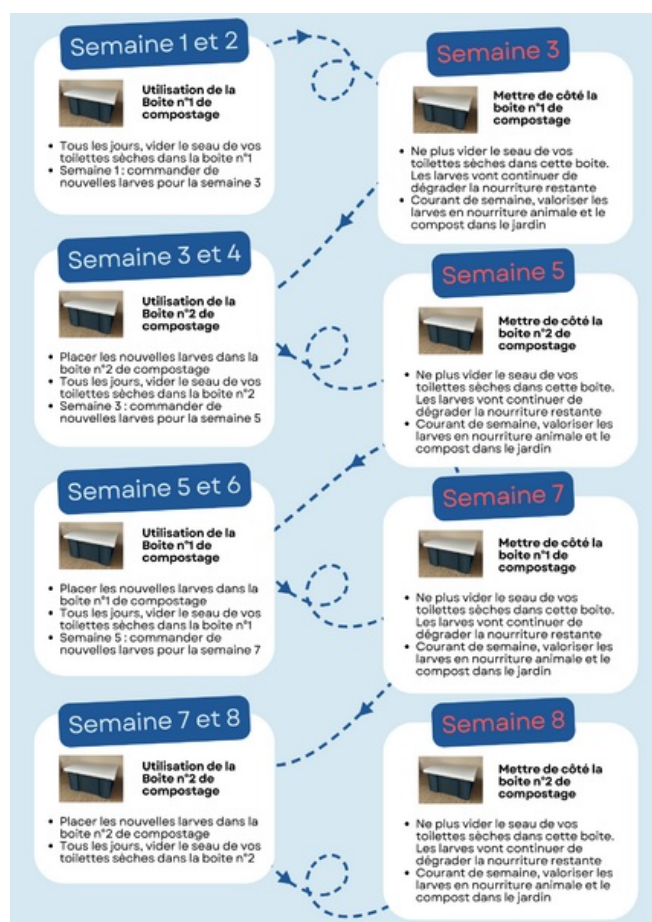 Semaine 1 et 2
Utilisation de la
Boite n°1 de
compostage
• Tous les jours, vider le seau de vos
toilettes sèches dans la boite n°1
• Semaine 1 : commander de
nouvelles larves pour la semaine 3
Semaine 3
Mettre de côté la
boite n°1 de
compostage
• Ne plus vider le seau de vos
toilettes sèches dans cette boite.
Les larves vont continuer de
dégrader la nourriture restante
• Courant de semaine, valoriser les
larves en nourriture animale et le
compost dans le jardin
Semaine 3 et 4
Utilisation de la
Boite n°2 de
compostage
• Placer les nouvelles larves dans la
boite n°2 de compostage
• Tous les jours, vider le seau de vos
toilettes sèches dans la boite n°2
• Semaine 3 : commander de
nouvelles larves pour la semaine 5
Semaine 5
Mettre de côté la
boite n°2 de
compostage
• Ne plus vider le seau de vos
toilettes sèches dans cette boite.
Les larves vont continuer de
dégrader la nourriture restante
• Courant de semaine, valoriser les
larves en nourriture animale et le
compost dans le jardin
Semaine 5 et 6
Utilisation de la
Boite n°1 de
compostage
• Placer les nouvelles larves dans la
boite n°1 de compostage
• Tous les jours, vider le seau de vos
toilettes sèches dans la boite n°1
• Semaine 5 : commander de
nouvelles larves pour la semaine 7
Semaine 7
Mettre de côté la
boite n°1 de
compostage
• Ne plus vider le seau de vos
toilettes sèches dans cette boite.
Les larves vont continuer de
dégrader la nourriture restante
• Courant de semaine, valoriser les
larves en nourriture animale et le
compost dans le jardin
Semaine 7 et 8
Utilisation de la
Boite n°2 de
compostage
• Placer les nouvelles larves dans la
boite n°2 de compostage
• Tous les jours, vider le seau de vos
toilettes sèches dans la boite n°2
Semaine 8
Mettre de côté la
boite n°2 de
compostage
• Ne plus vider le seau de vos
toilettes sèches dans cette boite.
Les larves vont continuer de
dégrader la nourriture restante
• Courant de semaine, valoriser les
larves en nourriture animale et le
compost dans le jardin